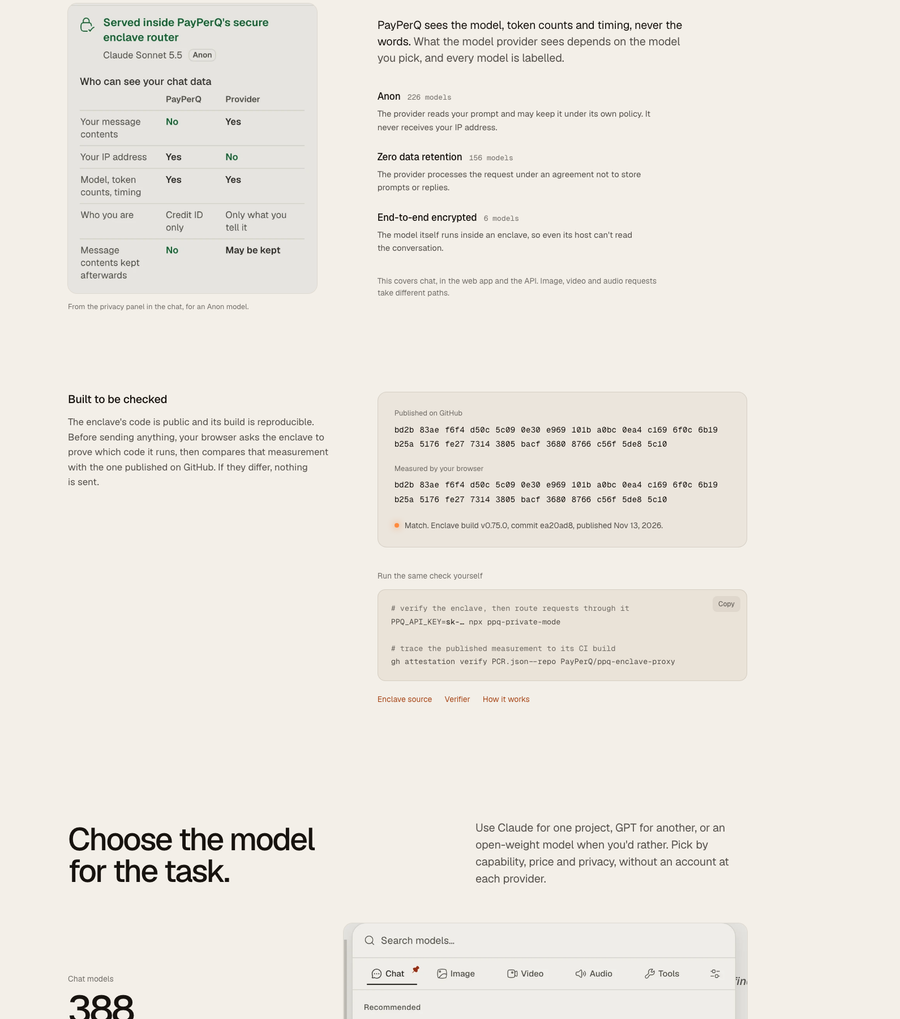 Served inside PayPerQ's secure
enclave router
Claude Sonnet 5.5 Anon
Who can see your chat data
PayPerQ Provider
Your message contents No Yes
Your IP address Yes No
Model, token counts, timing Yes Yes
Who you are Credit ID only Only what you tell it
Message contents kept afterwards No May be kept
From the privacy panel in the chat, for an Anon model.
PayPerQ sees the model, token counts and timing, never the
words. What the model provider sees depends on the model
you pick, and every model is labelled.
Anon 226 models
The provider reads your prompt and may keep it under its own policy. It
never receives your IP address.
Zero data retention 156 models
The provider processes the request under an agreement not to store
prompts or replies.
End-to-end encrypted 6 models
The model itself runs inside an enclave, so even its host can't read
the conversation.
This covers chat, in the web app and the API. Image, video and audio requests
take different paths.
Built to be checked
The enclave's code is public and its build is reproducible.
Before sending anything, your browser asks the enclave to
prove which code it runs, then compares that measurement
with the one published on GitHub. If they differ, nothing
is sent.
Published on GitHub
bd2b 83ae f6f4 d50c 5c09 0e30 e969 101b a0bc 0ea4 c169 6f0c 6b19
b25a 5176 fe27 7314 3805 bacf 3680 8766 c56f 5de8 5c10
Measured by your browser
bd2b 83ae f6f4 d50c 5c09 0e30 e969 101b a0bc 0ea4 c169 6f0c 6b19
b25a 5176 fe27 7314 3805 bacf 3680 8766 c56f 5de8 5c10
Match. Enclave build v0.75.0, commit ea20ad8, published Nov 13, 2026.
Run the same check yourself
Copy
# verify the enclave, then route requests through it
PPQ_API_KEY=sk-… npx ppq-private-mode
# trace the published measurement to its CI build
gh attestation verify PCR.json--repo PayPerQ/ppq-enclave-proxy
Enclave source Verifier How it works
Choose the model
for the task.
Use Claude for one project, GPT for another, or an
open-weight model when you'd rather. Pick by
capability, price and privacy, without an account at
each provider.
Chat models
388
Search models…
Chat Image Video Audio Tools
Recommended